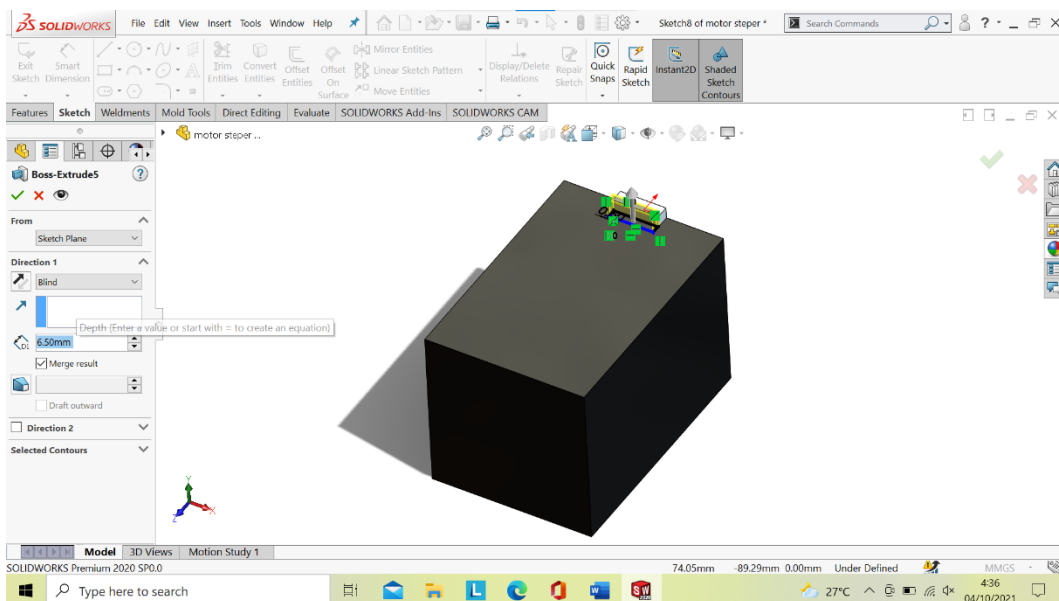 SOLIDWORKS File Edit View Insert Tools Window Help Sketch8 of motor steper * Search Commands ?
Exit Sketch Smart Dimension Trim Entities Convert Entities Offset Entities Offset On Surface Mirror Entities Linear Sketch Pattern Move Entities Display/Delete Relations Repair Sketch Quick Snaps Rapid Sketch Instant2D Shaded Sketch Contours
Features Sketch Weldments Mold Tools Direct Editing Evaluate SOLIDWORKS Add-Ins SOLIDWORKS CAM
motor steper ..
Boss-Extrude5 ?
From
Sketch Plane
Direction 1
Blind
Depth (Enter a value or start with = to create an equation)
D1 6.50mm
Merge result
Draft outward
Direction 2
Selected Contours
Y
Z X
Model 3D Views Motion Study 1
SOLIDWORKS Premium 2020 SP0.0 74.05mm -89.29mm 0.00mm Under Defined MMGS
Type here to search L W SW 27°C 4:36
04/10/2021